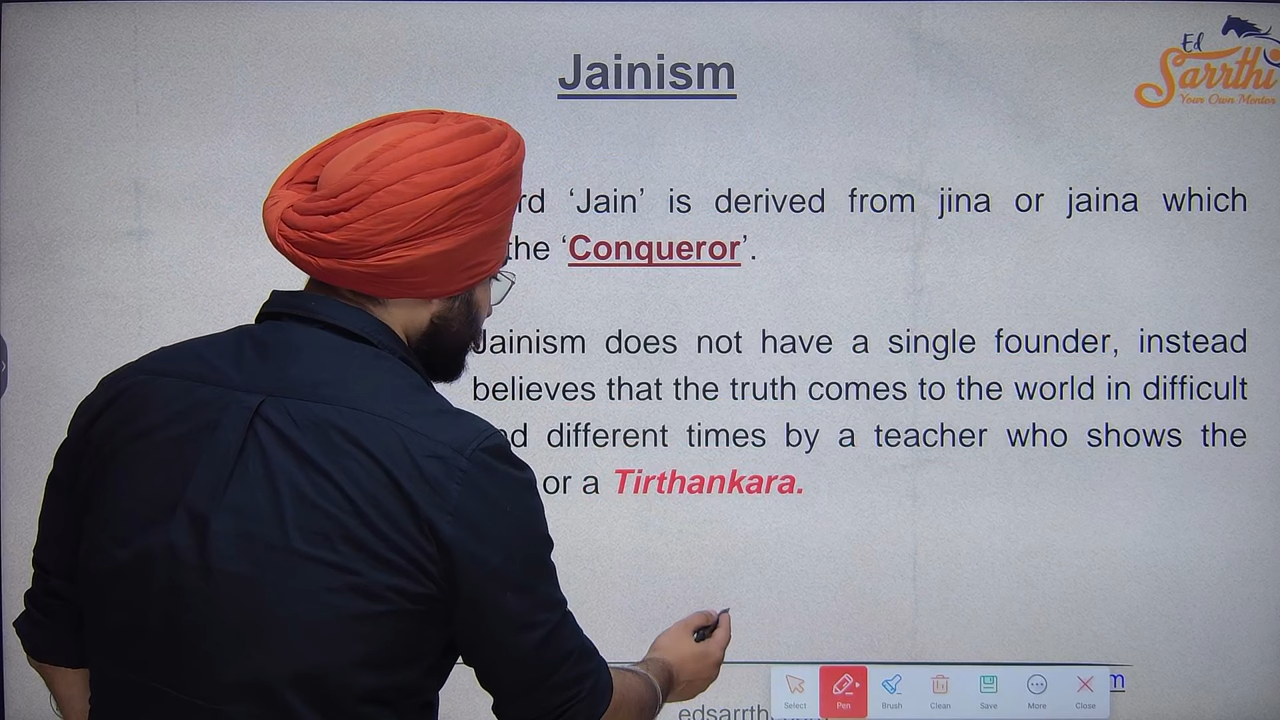 Jainism
Ed
Sarrthi
Your Own Mentor
rd ‘Jain’ is derived from jina or jaina which
the ‘Conqueror’.
Jainism does not have a single founder, instead
believes that the truth comes to the world in difficult
different times by a teacher who shows the
or a Tirthankara.
Select Pen Brush Clean Save More Close